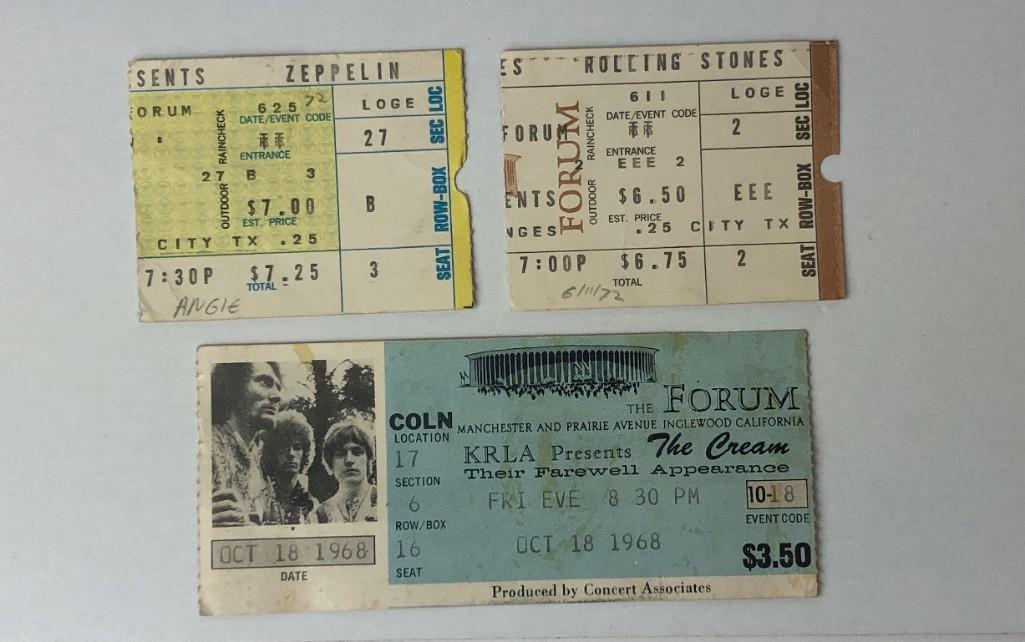 SENTS ZEPPELIN
FORUM 625 72 LOGE LOC
DATE/EVENT CODE
27 SEC
ENTRANCE
27 B 3
$7.00 B ROW-BOX
EST. PRICE
OUTDOOR RAINCHECK
CITY TX .25
7:30P $7.25 3 SEAT
TOTAL
ANGIE
ES ROLLING STONES
611 LOGE LOC
DATE/EVENT CODE
FORUM 2 SEC
ENTRANCE
2 EEE 2
FORUM
OUTDOOR RAINCHECK
ENTS $6.50 EEE ROW-BOX
EST. PRICE
NGES .25 CITY TX
7:00P $6.75 2 SEAT
TOTAL
6/11/72
THE FORUM
MANCHESTER AND PRAIRIE AVENUE INGLEWOOD CALIFORNIA
COLN
LOCATION
KRLA Presents The Cream
Their Farewell Appearance
17
SECTION
FRI EVE 8 30 PM
10-18
EVENT CODE
6
ROW/BOX
OCT 18 1968
16
SEAT
$3.50
OCT 18 1968
DATE
Produced by Concert Associates